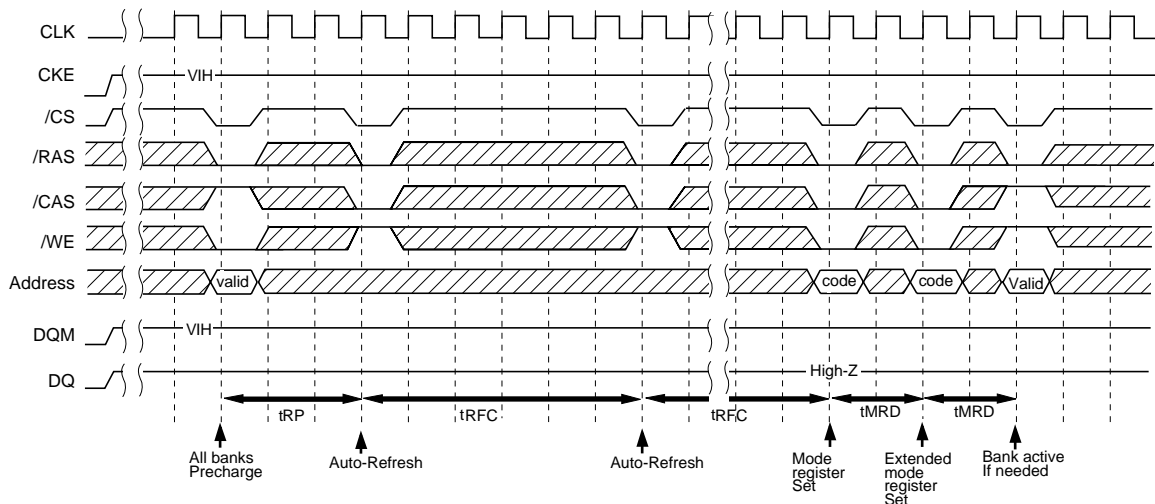 CLK
CKE
VIH
/CS
/RAS
/CAS
/WE
Address
valid
code
code
Valid
DQM
VIH
DQ
High-Z
tRP
tRFC
tRFC
tMRD
tMRD
All banks
Precharge
Auto-Refresh
Auto-Refresh
Mode
register
Set
Extended
mode
register
Set
Bank active
If needed